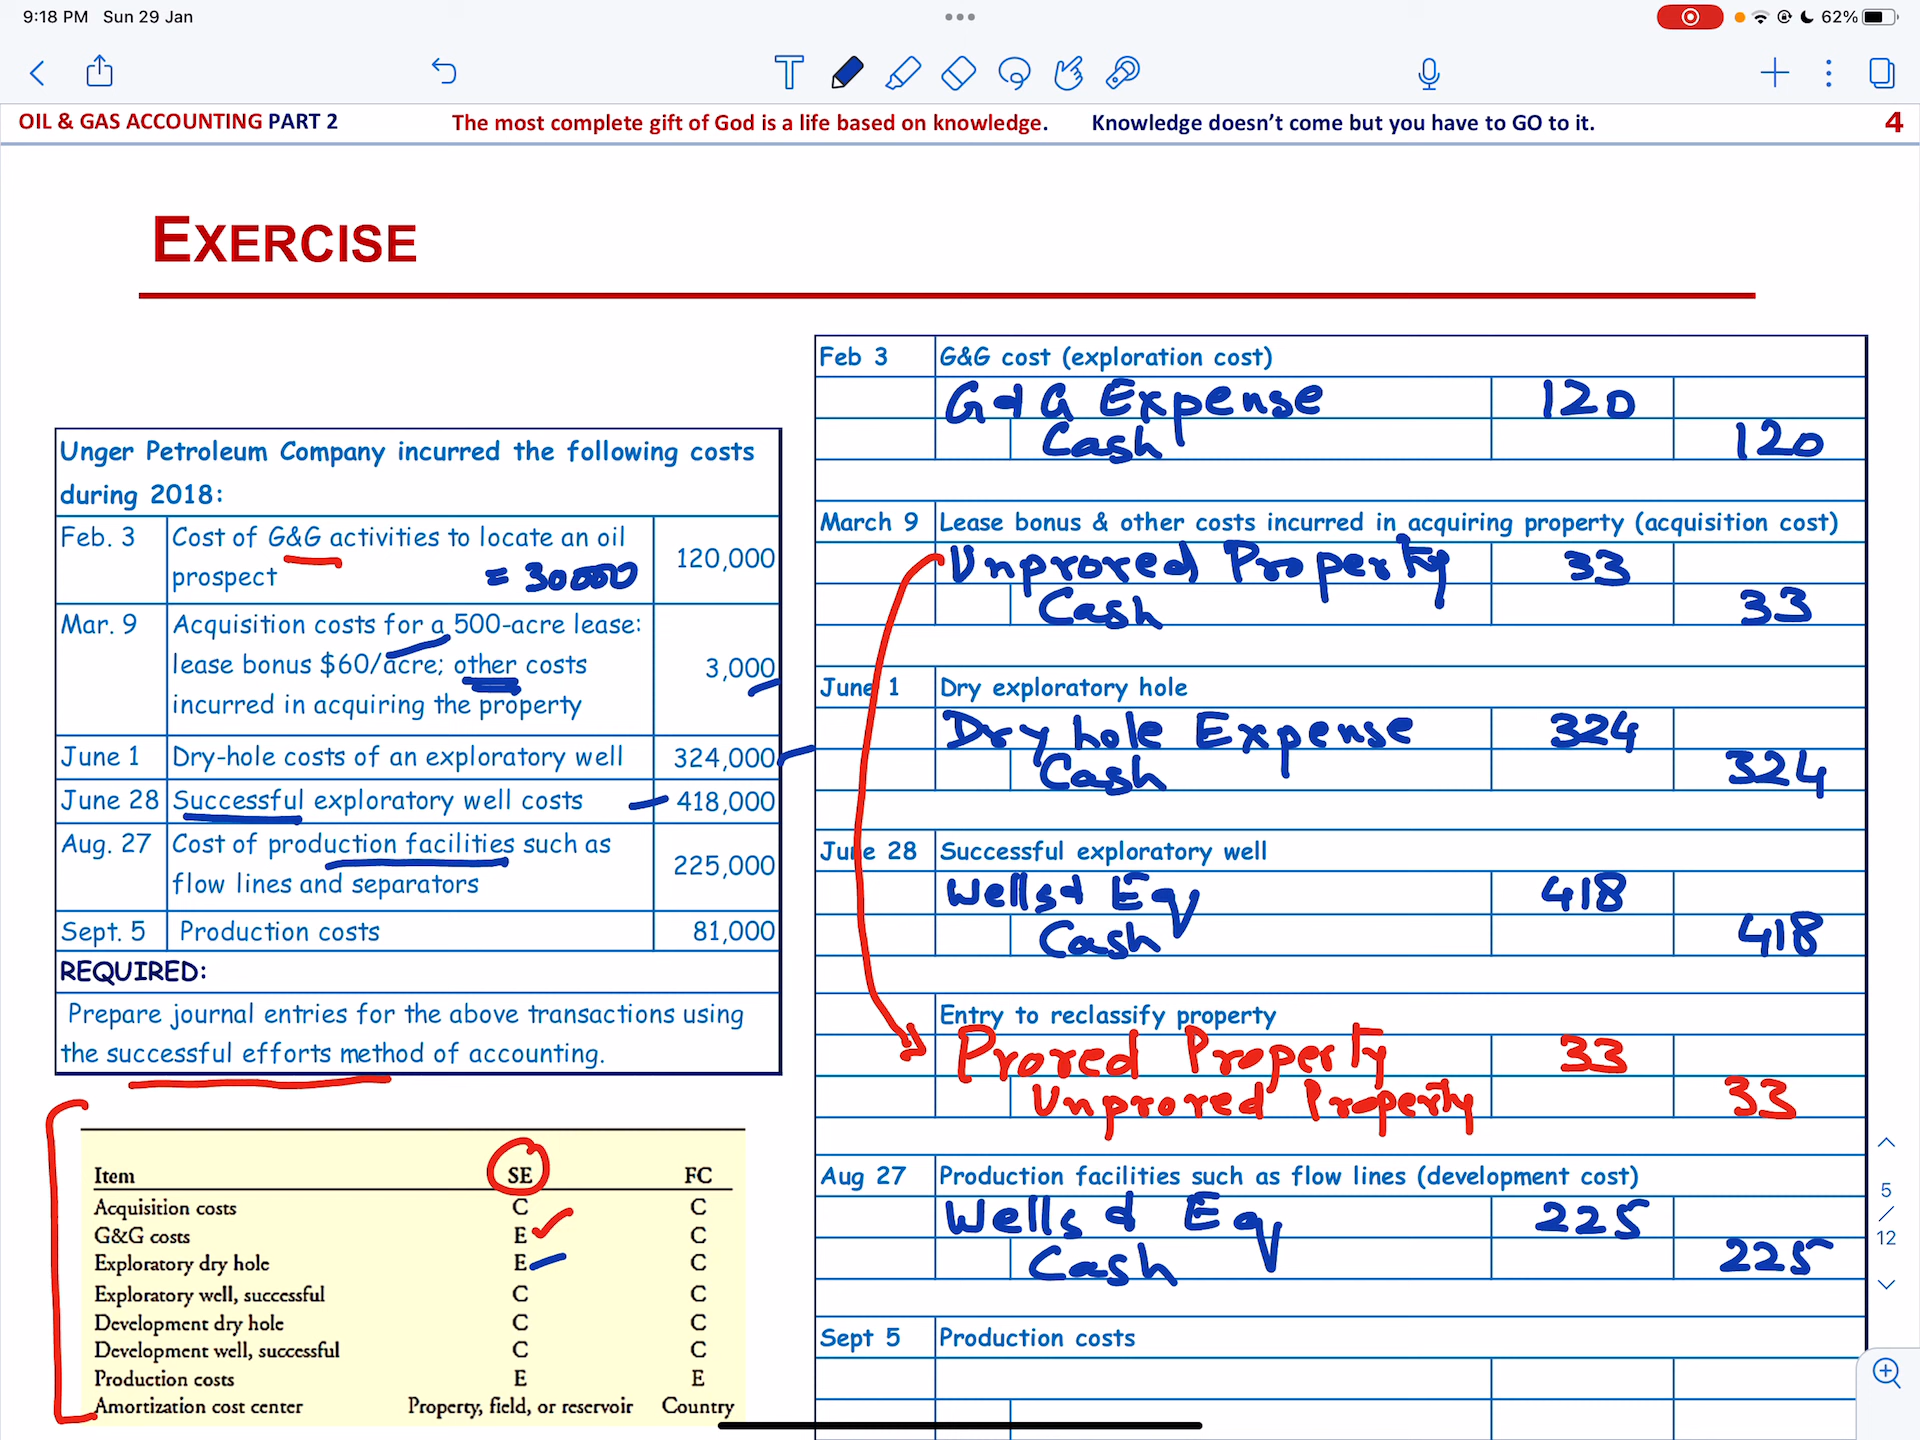 9:18 PM Sun 29 Jan
62%
OIL & GAS ACCOUNTING PART 2 The most complete gift of God is a life based on knowledge. Knowledge doesn't come but you have to GO to it. 4
EXERCISE
Unger Petroleum Company incurred the following costs
during 2018:
Feb. 3 Cost of G&G activities to locate an oil
prospect = 30000 120,000
Mar. 9 Acquisition costs for a 500-acre lease:
lease bonus $60/acre; other costs 3,000
incurred in acquiring the property
June 1 Dry-hole costs of an exploratory well 324,000
June 28 Successful exploratory well costs 418,000
Aug. 27 Cost of production facilities such as
flow lines and separators 225,000
Sept. 5 Production costs 81,000
REQUIRED:
Prepare journal entries for the above transactions using
the successful efforts method of accounting.
Item SE FC
Acquisition costs C C
G&G costs E C
Exploratory dry hole E C
Exploratory well, successful C C
Development dry hole C C
Development well, successful C C
Production costs E E
Amortization cost center Property, field, or reservoir Country
Feb 3 G&G cost (exploration cost)
G & G Expense 120
Cash 120
March 9 Lease bonus & other costs incurred in acquiring property (acquisition cost)
Unproved Property 33
Cash 33
June 1 Dry exploratory hole
Dry hole Expense 324
Cash 324
June 28 Successful exploratory well
Wells & Eq 418
Cash 418
Entry to reclassify property
Proved Property 33
Unproved Property 33
Aug 27 Production facilities such as flow lines (development cost)
Wells & Eq 225
Cash 225
Sept 5 Production costs
5
/
12